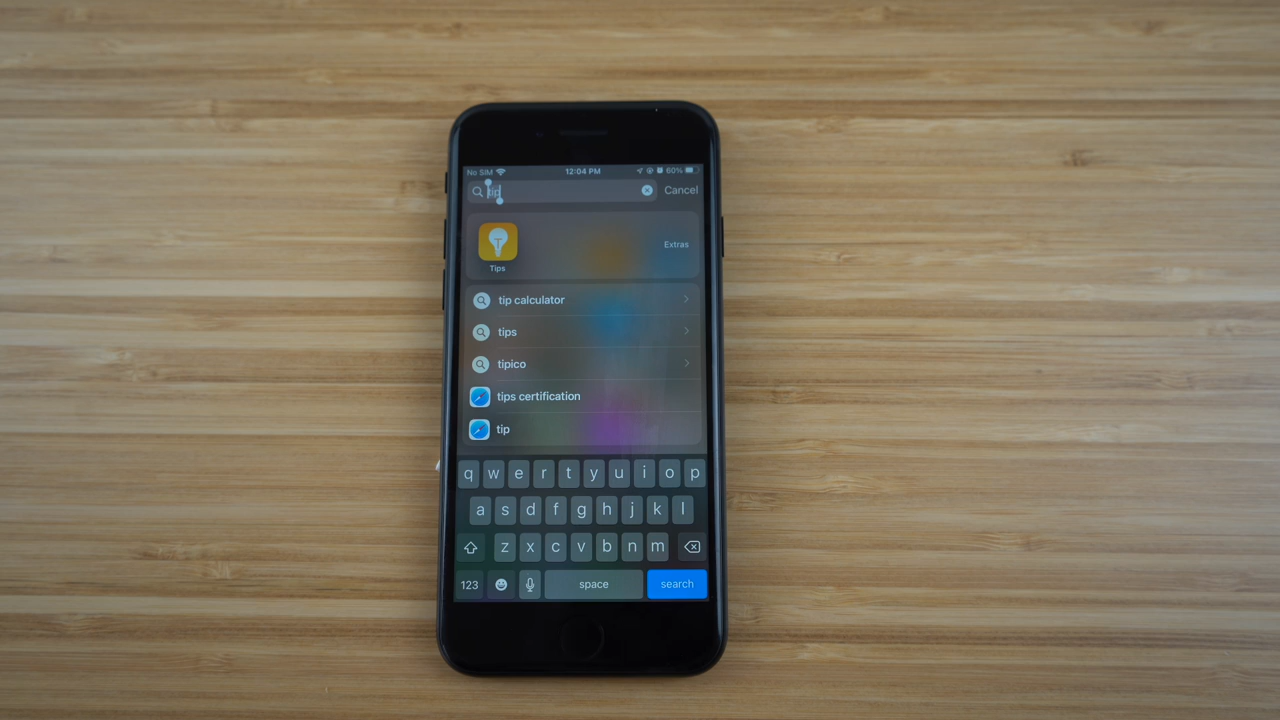 No SIM 12:04 PM 60%
tip Cancel
Extras
Tips
tip calculator
tips
tipico
tips certification
tip
q w e r t y u i o p
a s d f g h j k l
z x c v b n m
123 space search